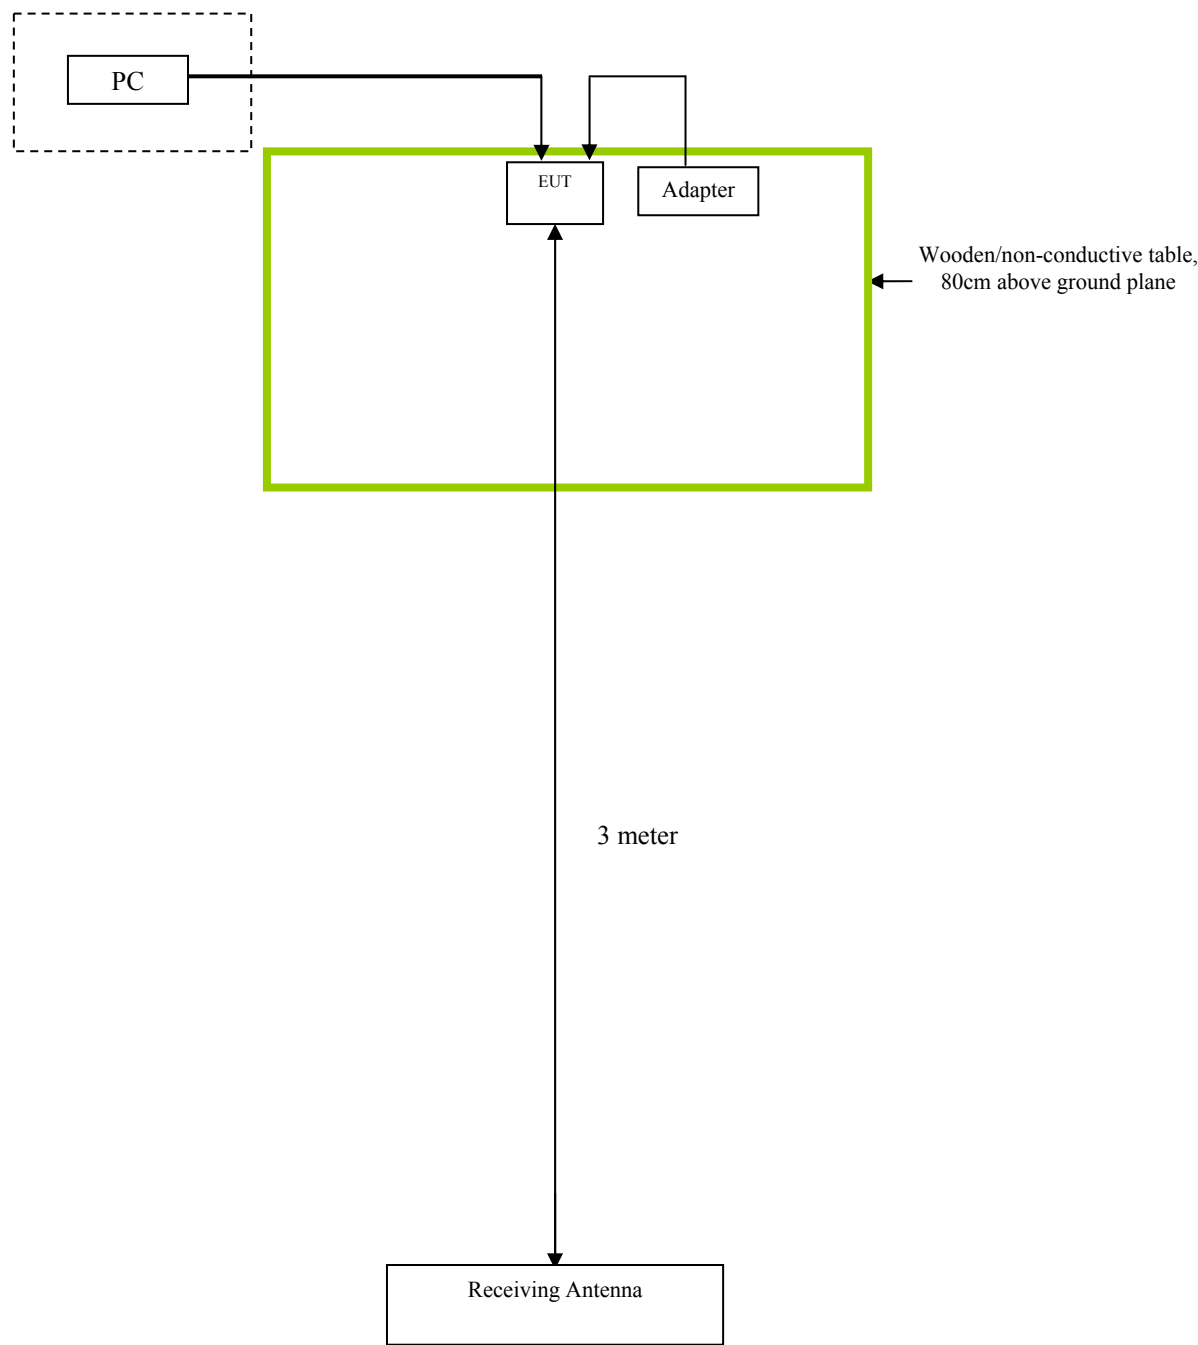 PC
EUT
Adapter
Wooden/non-conductive table,
80cm above ground plane
3 meter
Receiving Antenna